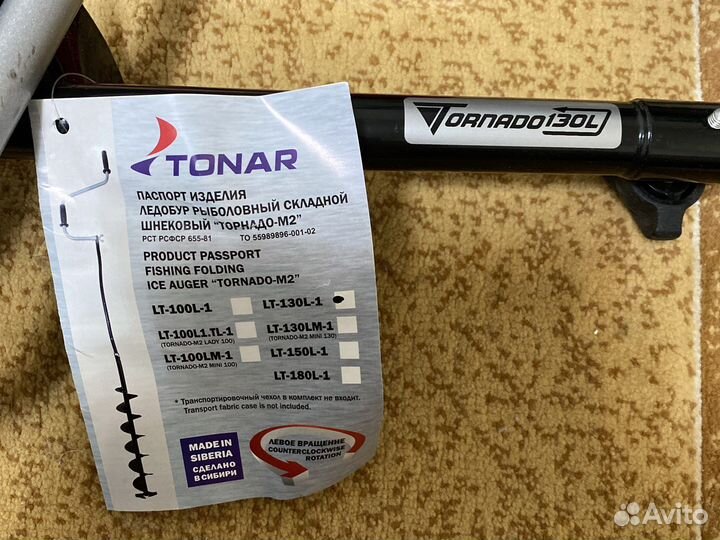 TONAR
ПАСПОРТ ИЗДЕЛИЯ
ЛЕДОБУР РЫБОЛОВНЫЙ СКЛАДНОЙ
ШНЕКОВЫЙ "ТОРНАДО-М2"
РСТ РСФСР 655-81 ТО 55989896-001-02
PRODUCT PASSPORT
FISHING FOLDING
ICE AUGER "TORNADO-M2"
LT-100L-1 LT-130L-1
LT-100L1.TL-1 LT-130LM-1
(TORNADO-M2 LADY 100) (TORNADO-M2 MINI 130)
LT-100LM-1 LT-150L-1
(TORNADO-M2 MINI 100)
LT-180L-1
* Транспортировочный чехол в комплект не входит.
Transport fabric case is not included.
MADE IN
SIBERIA
СДЕЛАНО
В СИБИРИ
ЛЕВОЕ ВРАЩЕНИЕ
COUNTERCLOCKWISE
ROTATION
TORNADO130L
Avito